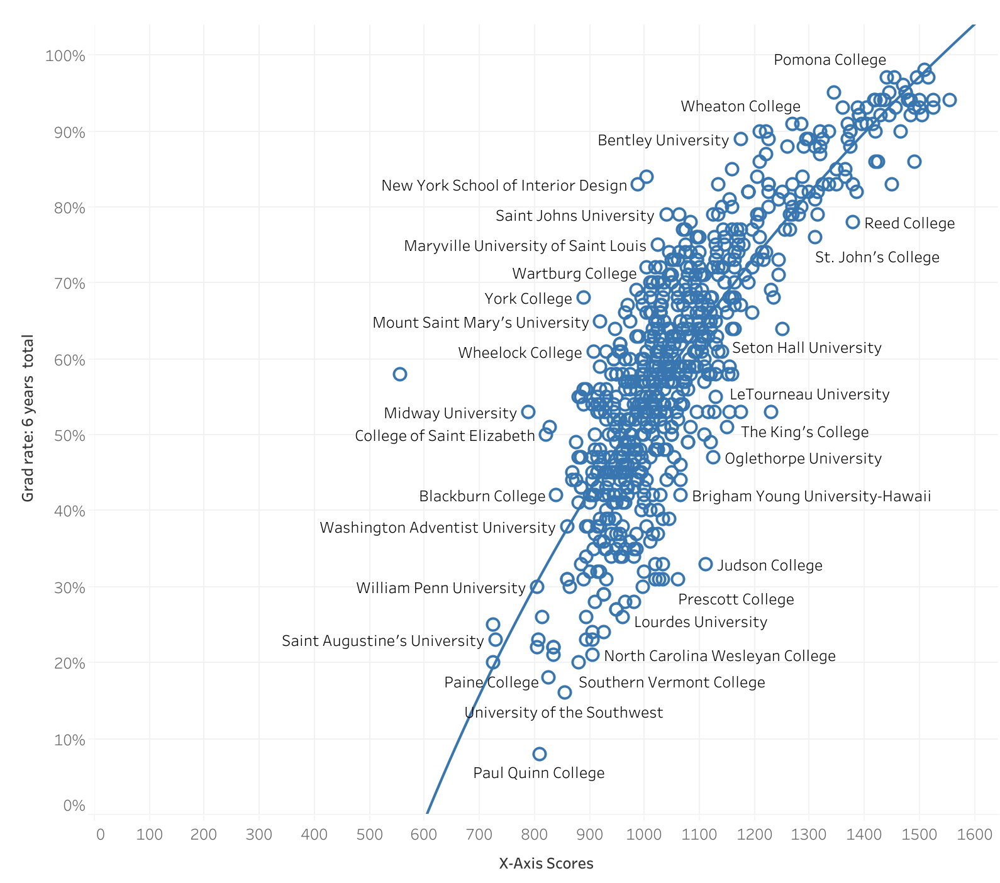 Pomona College
100%
Wheaton College
90%
Bentley University
New York School of Interior Design
80%
Saint Johns University
Reed College
Maryville University of Saint Louis
St. John’s College
Wartburg College
70%
York College
Mount Saint Mary’s University
Seton Hall University
Wheelock College
60%
LeTourneau University
Midway University
The King’s College
College of Saint Elizabeth
50%
Oglethorpe University
Blackburn College
Brigham Young University-Hawaii
40%
Washington Adventist University
Judson College
William Penn University
30%
Prescott College
Lourdes University
Saint Augustine’s University
North Carolina Wesleyan College
20%
Paine College
Southern Vermont College
University of the Southwest
10%
Paul Quinn College
0%
Grad rate: 6 years total
0 100 200 300 400 500 600 700 800 900 1000 1100 1200 1300 1400 1500 1600
X-Axis Scores